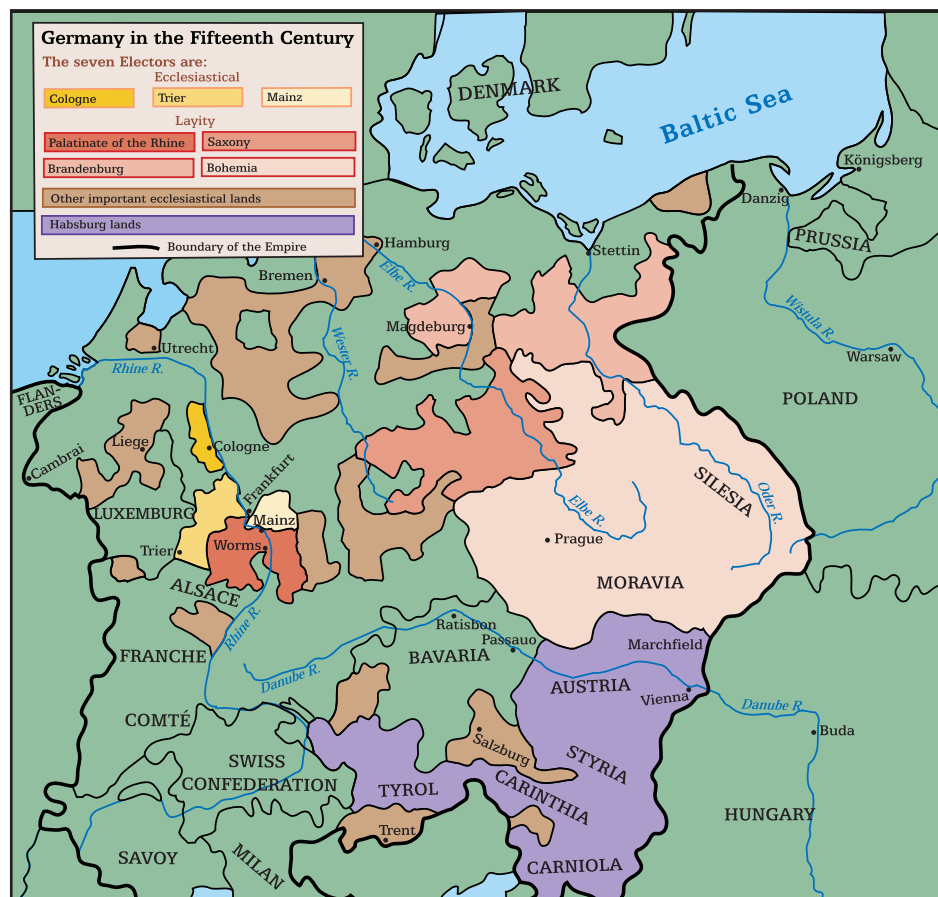 Germany in the Fifteenth Century
The seven Electors are:
Ecclesiastical
Cologne
Trier
Mainz
Layity
Palatinate of the Rhine
Saxony
Brandenburg
Bohemia
Other important ecclesiastical lands
Habsburg lands
Boundary of the Empire
DENMARK
Baltic Sea
Königsberg
Danzig
PRUSSIA
Hamburg
Stettin
Bremen
Elbe R.
Magdeburg
Wistula R.
Utrecht
Wester R.
Warsaw
Rhine R.
FLAN-
DERS
POLAND
Liege
Cologne
Cambrai
Frankfurt
SILESIA
Oder R.
LUXEMBURG
Mainz
Elbe R.
Trier
Worms
Prague
MORAVIA
ALSACE
Rhine R.
Ratisbon
Passauo
Marchfield
FRANCHE
BAVARIA
Danube R.
AUSTRIA
Vienna
Danube R.
COMTÉ
Buda
Salzburg
SWISS
CONFEDERATION
STYRIA
TYROL
CARINTHIA
HUNGARY
Trent
SAVOY
MILAN
CARNIOLA